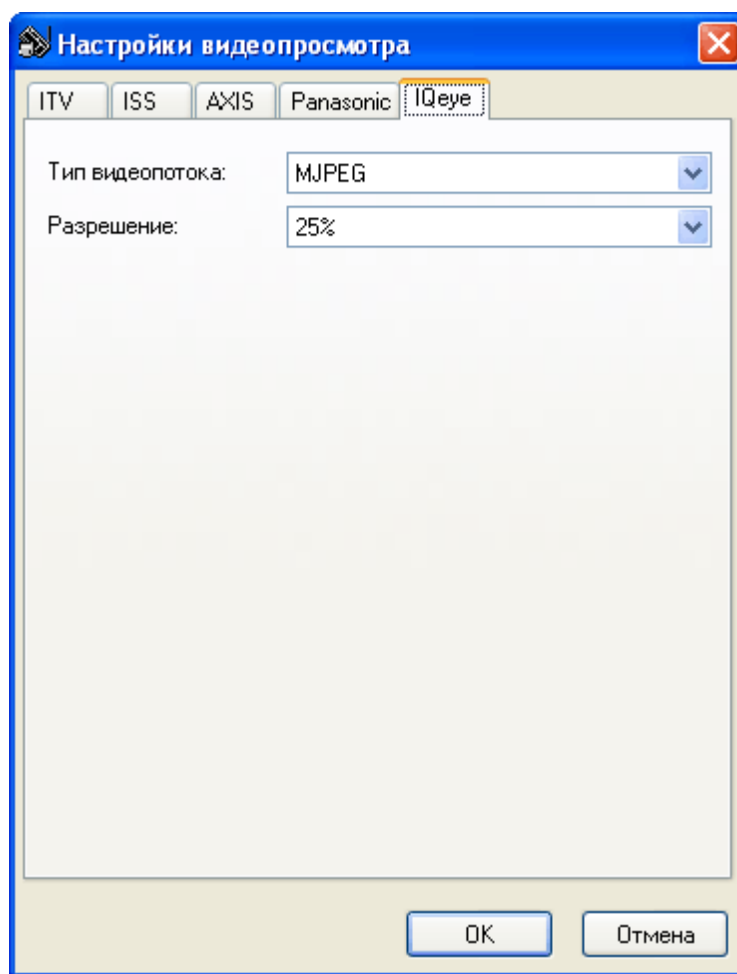 Настройки видеопросмотра
ITV ISS AXIS Panasonic IQeye
Тип видеопотока: MJPEG
Разрешение: 25%
OK Отмена